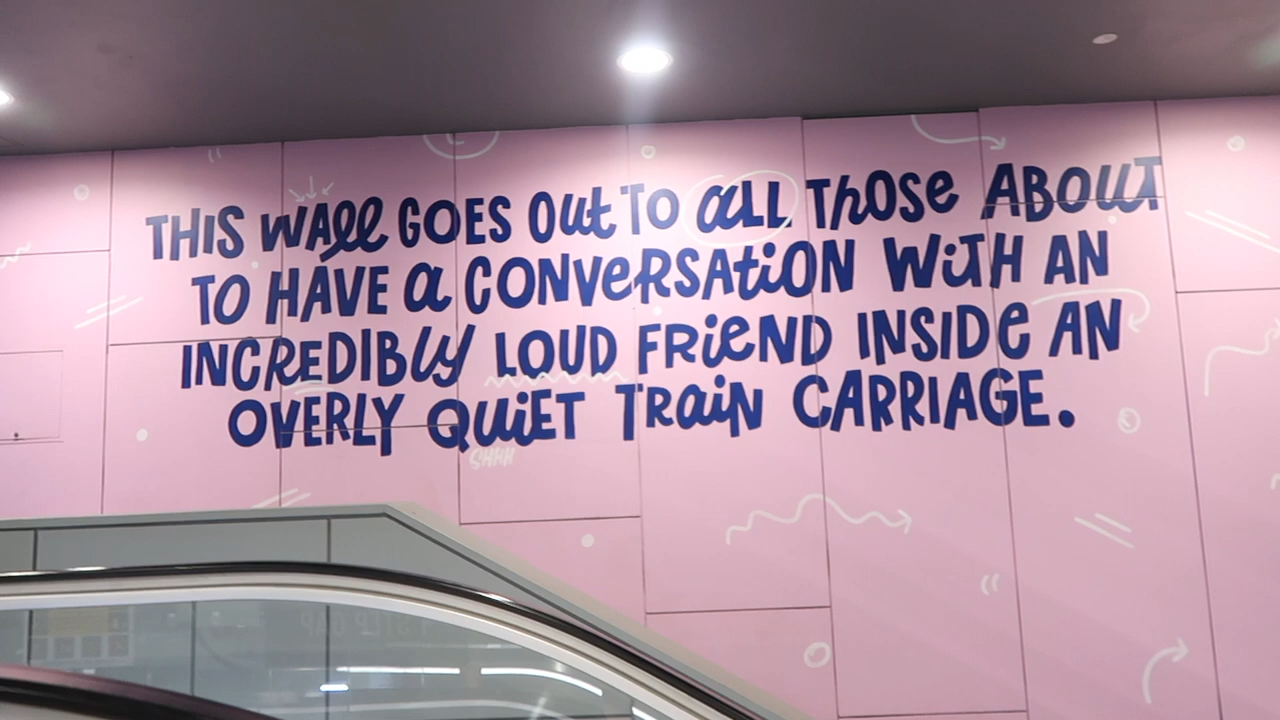 THIS WALL GOES OUT TO ALL THOSE ABOUT
TO HAVE A CONVERSATION WITH AN
INCREDIBLY LOUD FRIEND INSIDE AN
OVERLY QUIET TRAIN CARRIAGE.
SHHH